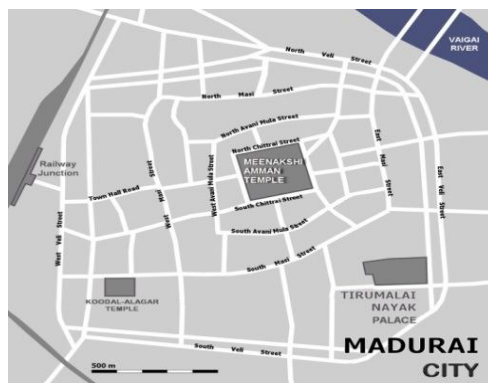 VAIGAI
RIVER
North Veli Street
North Masi Street
North Avani Mula Street
North Chittrai Street
MEENAKSHI
AMMAN
TEMPLE
Railway
Junction
Town Hall Road
West Masi Street
West Avani Mula Street
East Masi Street
East Veli Street
South Chittrai Street
South Avani Mula Street
West Veli Street
South Masi Street
KOODAL-ALAGAR
TEMPLE
TIRUMALAI
NAYAK
PALACE
South Veli Street
500 m
MADURAI
CITY